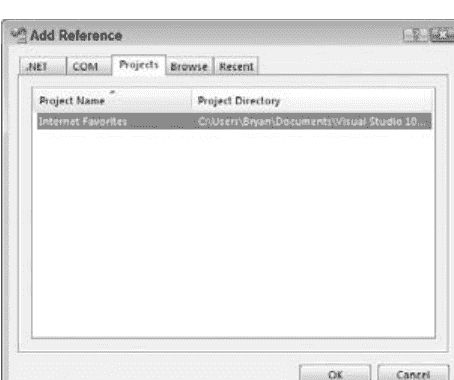 Add Reference
.NET COM Projects Browse Recent
Project Name Project Directory
Internet Favorites C:\Users\Bryan\Documents\Visual Studio 10...
OK Cancel